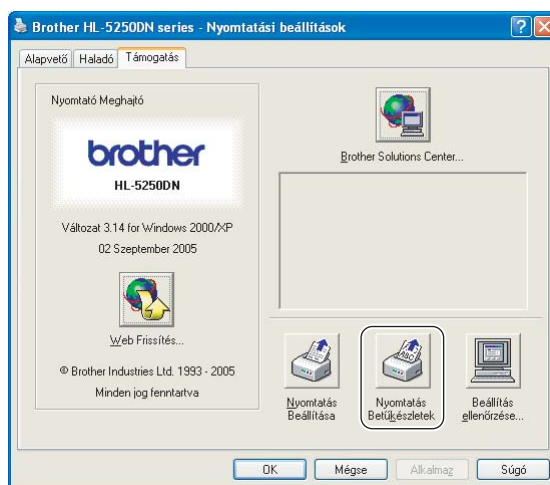 Brother HL-5250DN series - Nyomtatási beállítások
Alapvető Haladó Támogatás
Nyomtató Meghajtó
brother
HL-5250DN
Változat 3.14 for Windows 2000/XP
02 Szeptember 2005
Web Frissítés...
© Brother Industries Ltd. 1993 - 2005
Minden jog fenntartva
Brother Solutions Center...
Nyomtatás
Beállítása
ABC
Nyomtatás
Betűkészletek
Beállítás
ellenőrzése...
OK Mégse Alkalmaz Súgó